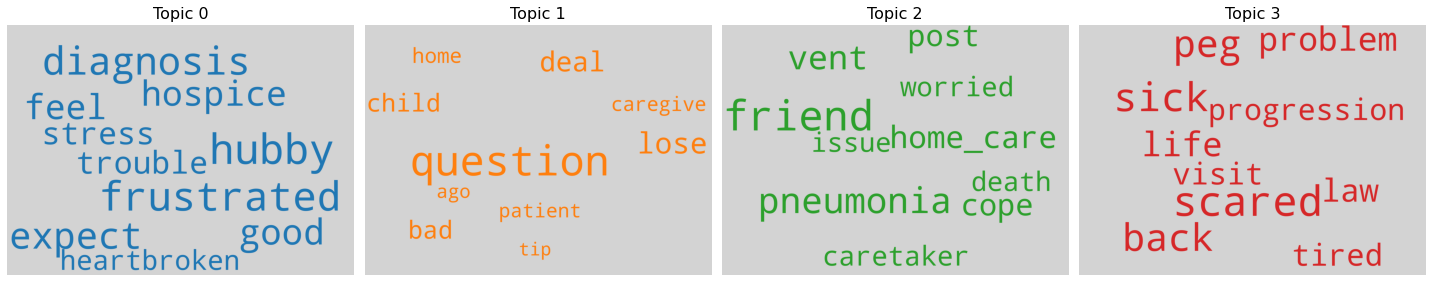 Topic 0
diagnosis
hospice
feel
stress
trouble
hubby
frustrated
expect
good
heartbroken
Topic 1
home
deal
child
caregive
lose
question
ago
patient
bad
tip
Topic 2
post
vent
worried
friend
issue
home_care
death
pneumonia
cope
caretaker
Topic 3
peg
problem
sick
progression
life
visit
scared
law
back
tired